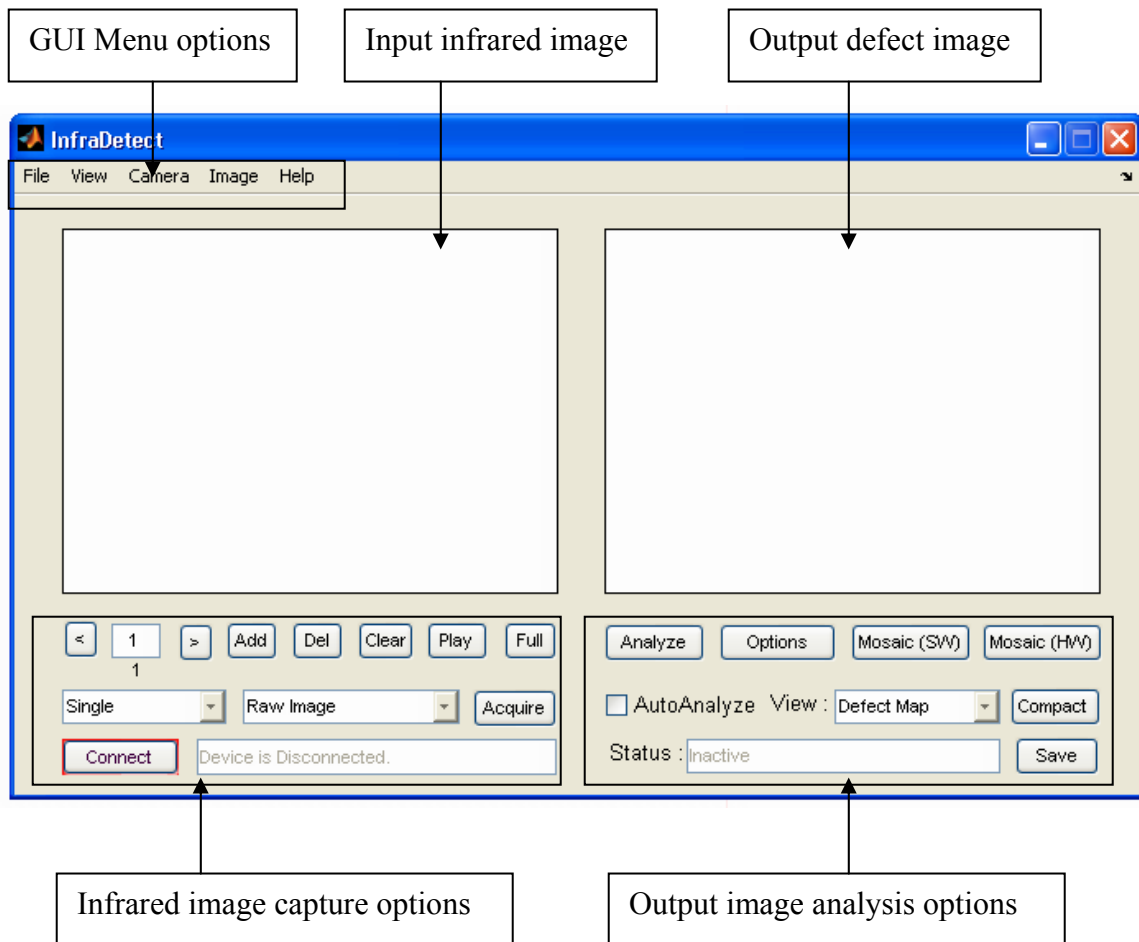 GUI Menu options
Input infrared image
Output defect image
InfraDetect
File View Camera Image Help
< 1 > Add Del Clear Play Full
1
Single Raw Image Acquire
Connect Device is Disconnected.
Analyze Options Mosaic (SW) Mosaic (HW)
AutoAnalyze View : Defect Map Compact
Status : Inactive Save
Infrared image capture options
Output image analysis options